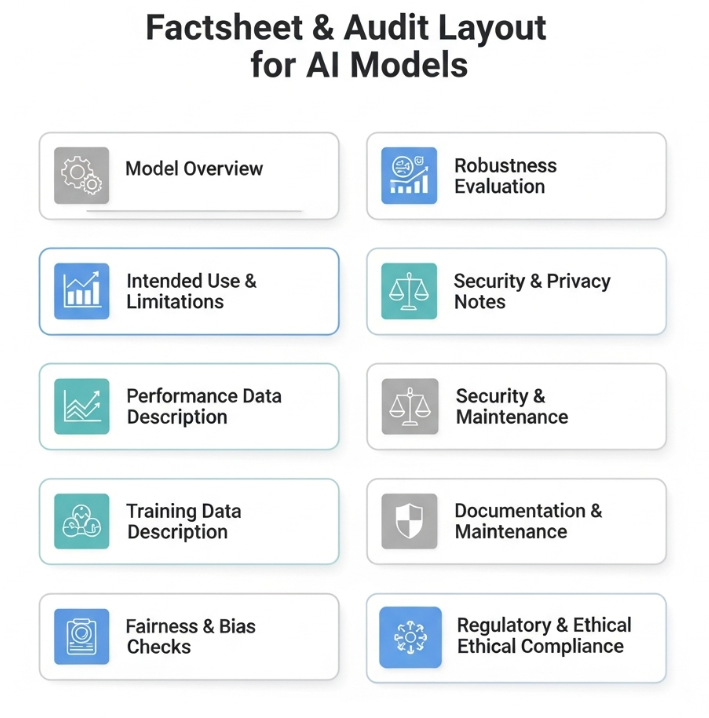 Factsheet & Audit Layout
for AI Models
Model Overview
Intended Use &
Limitations
Performance Data
Description
Training Data
Description
Fairness & Bias
Checks
Robustness
Evaluation
Security & Privacy
Notes
Security &
Maintenance
Documentation &
Maintenance
Regulatory & Ethical
Ethical Compliance